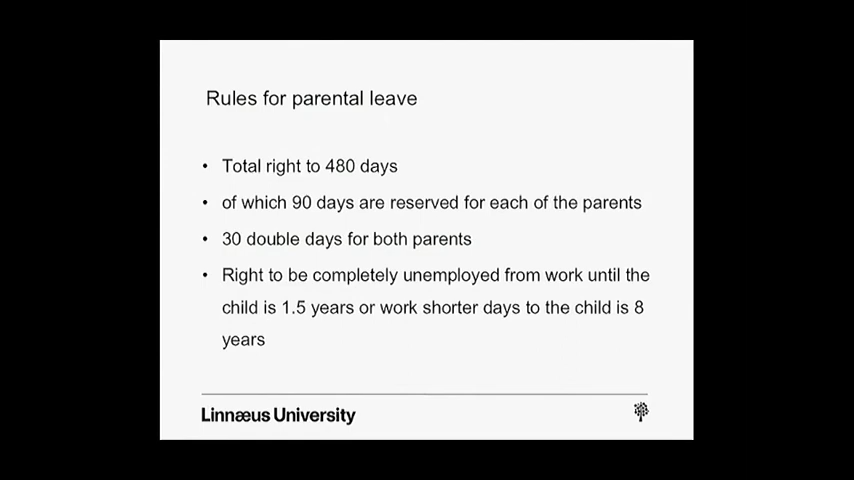 Rules for parental leave
• Total right to 480 days
• of which 90 days are reserved for each of the parents
• 30 double days for both parents
• Right to be completely unemployed from work until the
child is 1.5 years or work shorter days to the child is 8
years
Linnæus University